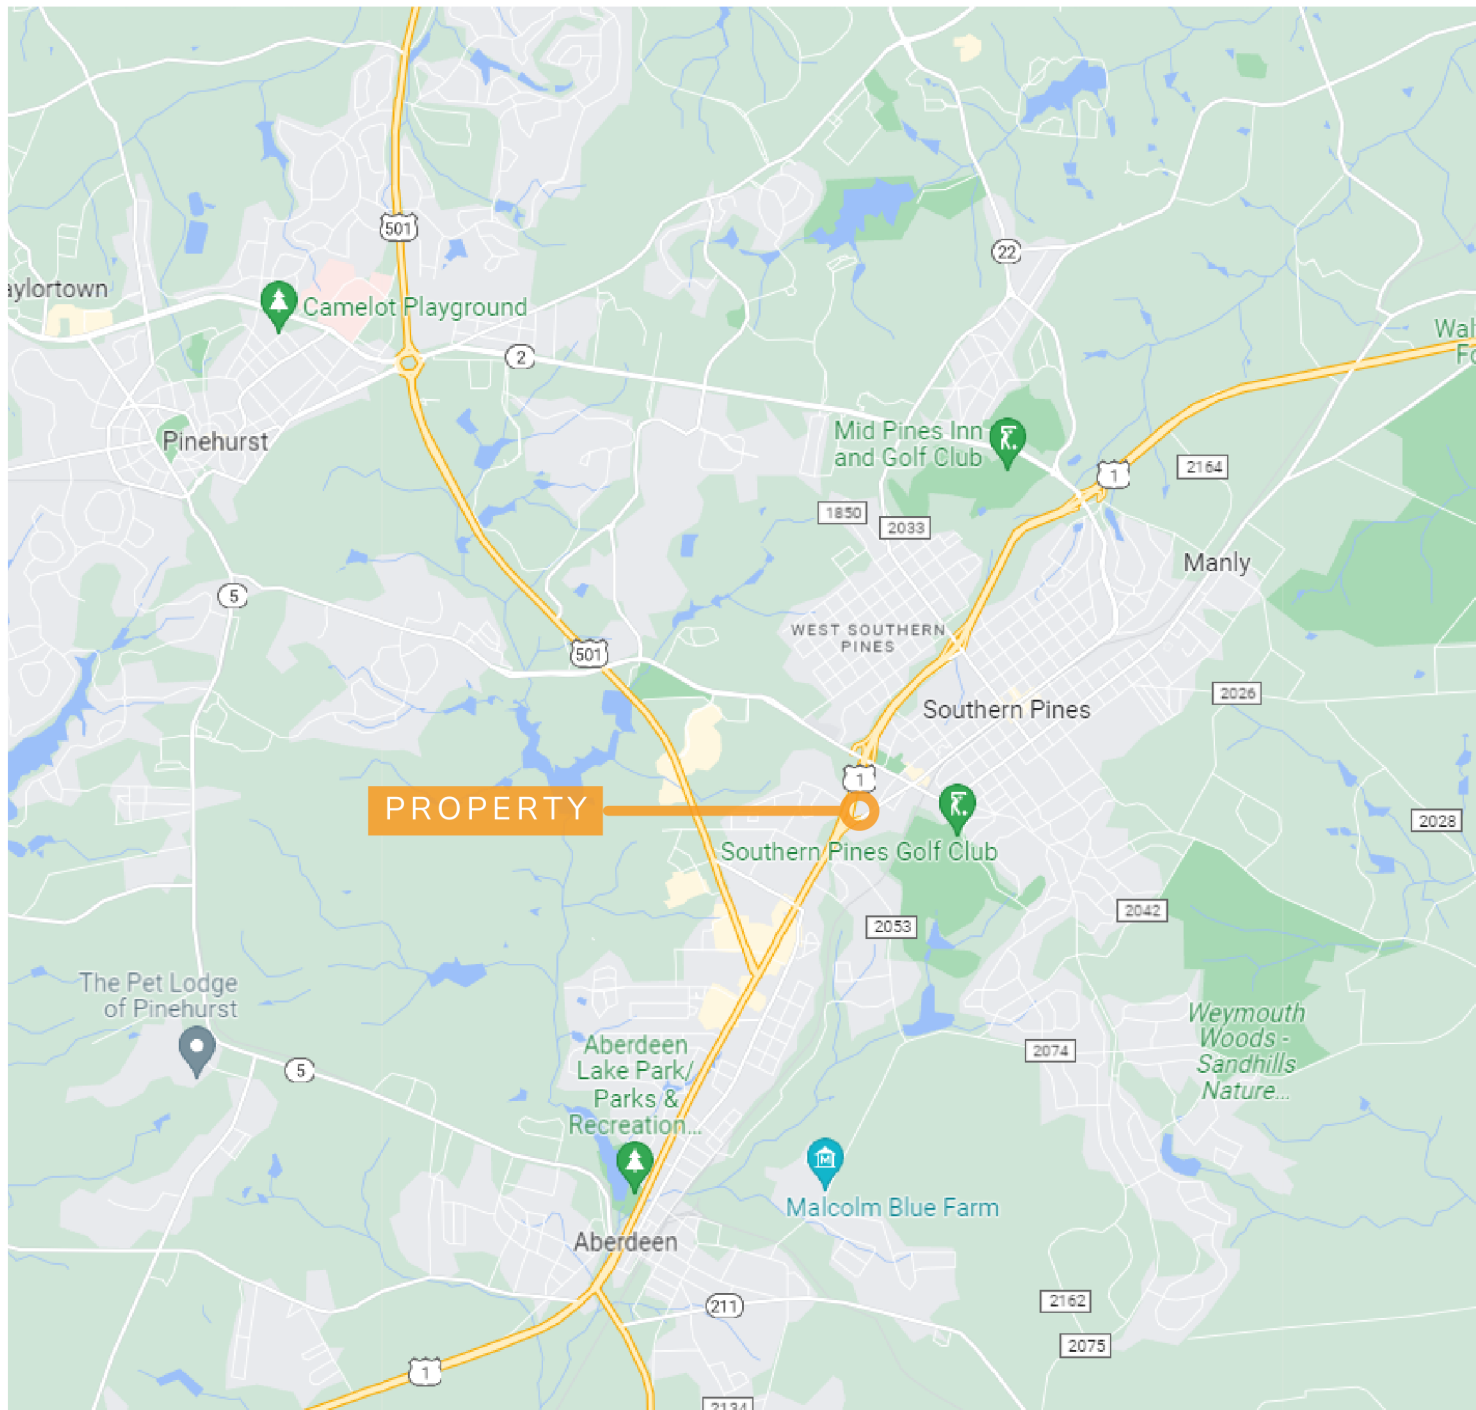 501
22
aylortown
Camelot Playground
2
Wal
Fo
Pinehurst
Mid Pines Inn
and Golf Club
1
2164
1850
2033
Manly
5
WEST SOUTHERN
PINES
501
2026
Southern Pines
1
PROPERTY
2028
Southern Pines Golf Club
2053
2042
The Pet Lodge
of Pinehurst
Weymouth
Woods -
Sandhills
Nature...
Aberdeen
Lake Park/
Parks &
Recreation...
2074
5
Malcolm Blue Farm
Aberdeen
211
2162
2075
1
2134